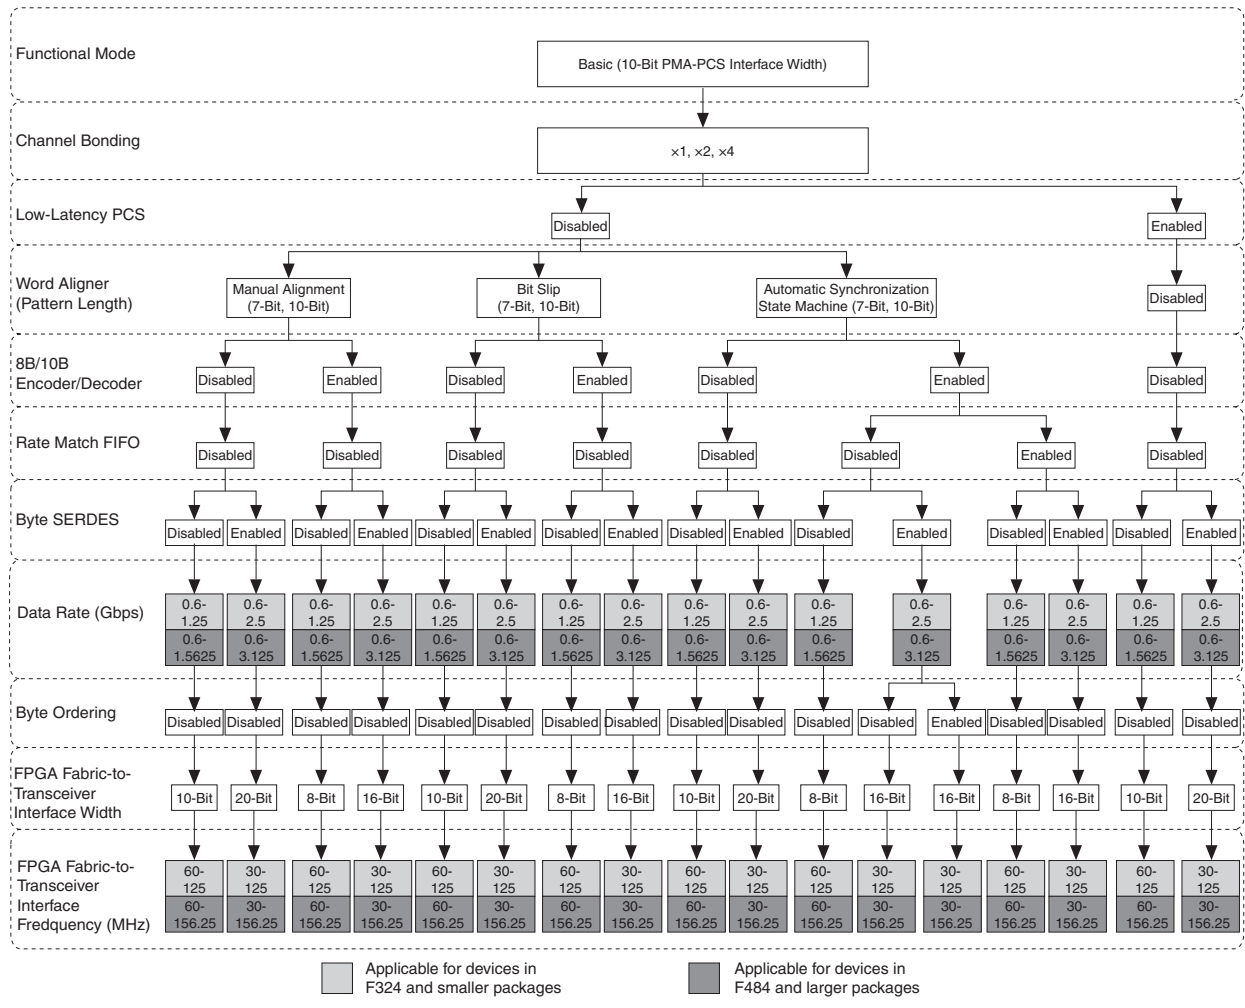 Functional Mode
Basic (10-Bit PMA-PCS Interface Width)
Channel Bonding
×1, ×2, ×4
Low-Latency PCS
Disabled Enabled
Word Aligner
(Pattern Length)
Manual Alignment
(7-Bit, 10-Bit)
Bit Slip
(7-Bit, 10-Bit)
Automatic Synchronization
State Machine (7-Bit, 10-Bit)
Disabled
8B/10B
Encoder/Decoder
Disabled Enabled Disabled Enabled Disabled Enabled Disabled
Rate Match FIFO
Disabled Disabled Disabled Disabled Disabled Disabled Enabled Disabled
Byte SERDES
Disabled Enabled Disabled Enabled Disabled Enabled Disabled Enabled Disabled Enabled Disabled Enabled Disabled Enabled Disabled Enabled
Data Rate (Gbps)
0.6- 0.6- 0.6- 0.6- 0.6- 0.6- 0.6- 0.6- 0.6- 0.6- 0.6- 0.6- 0.6- 0.6- 0.6- 0.6-
1.25 2.5 1.25 2.5 1.25 2.5 1.25 2.5 1.25 2.5 1.25 2.5 1.25 2.5 1.25 2.5
0.6- 0.6- 0.6- 0.6- 0.6- 0.6- 0.6- 0.6- 0.6- 0.6- 0.6- 0.6- 0.6- 0.6- 0.6- 0.6-
1.5625 3.125 1.5625 3.125 1.5625 3.125 1.5625 3.125 1.5625 3.125 1.5625 3.125 1.5625 3.125 1.5625 3.125
Byte Ordering
Disabled Disabled Disabled Disabled Disabled Disabled Disabled Disabled Disabled Disabled Disabled Disabled Enabled Disabled Disabled Disabled Disabled
FPGA Fabric-to-
Transceiver
Interface Width
10-Bit 20-Bit 8-Bit 16-Bit 10-Bit 20-Bit 8-Bit 16-Bit 10-Bit 20-Bit 8-Bit 16-Bit 16-Bit 8-Bit 16-Bit 10-Bit 20-Bit
FPGA Fabric-to-
Transceiver
Interface
Fredquency (MHz)
60- 30- 60- 30- 60- 30- 60- 30- 60- 30- 60- 30- 30- 60- 30- 60- 30-
125 125 125 125 125 125 125 125 125 125 125 125 125 125 125 125 125
60- 30- 60- 30- 60- 30- 60- 30- 60- 30- 60- 30- 30- 60- 30- 60- 30-
156.25 156.25 156.25 156.25 156.25 156.25 156.25 156.25 156.25 156.25 156.25 156.25 156.25 156.25 156.25 156.25 156.25
Applicable for devices in
F324 and smaller packages
Applicable for devices in
F484 and larger packages